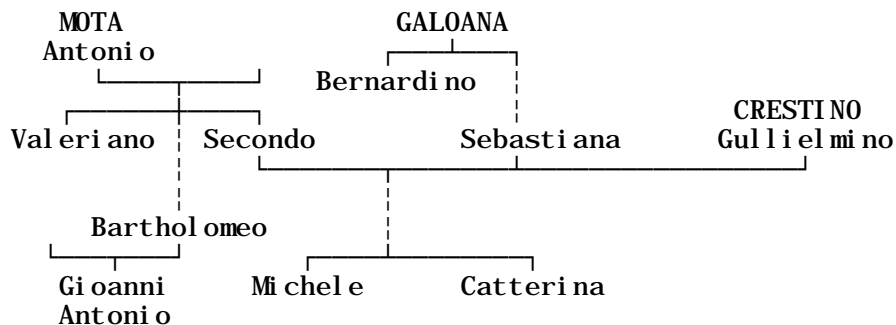 MOTA GALOANA
Antonio
Bernardino
CRESTINO
Valeriano Secondo Sebastiana Gullielmino
Bartholomeo
Gioanni Michele Catterina
Antonio